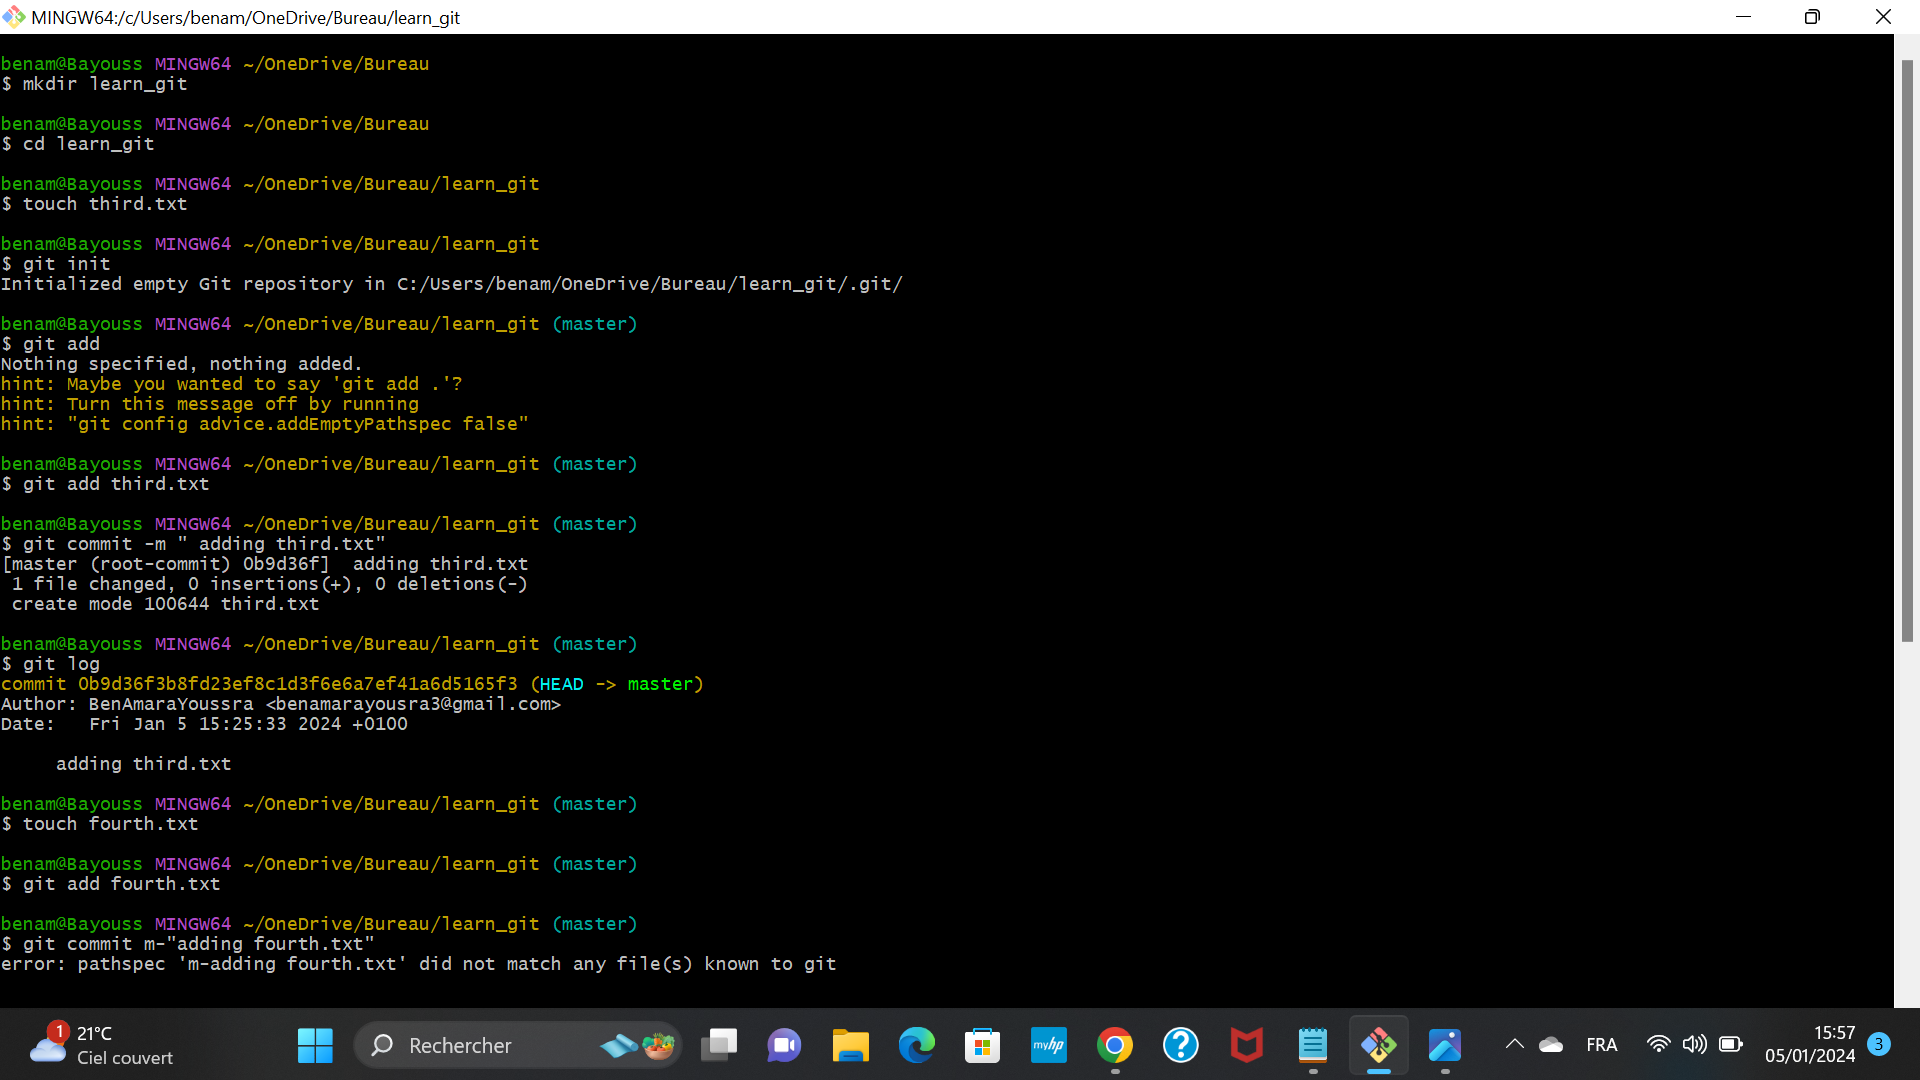 MINGW64:/c/Users/benam/OneDrive/Bureau/learn_git
benam@Bayouss MINGW64 ~/OneDrive/Bureau
$ mkdir learn_git
benam@Bayouss MINGW64 ~/OneDrive/Bureau
$ cd learn_git
benam@Bayouss MINGW64 ~/OneDrive/Bureau/learn_git
$ touch third.txt
benam@Bayouss MINGW64 ~/OneDrive/Bureau/learn_git
$ git init
Initialized empty Git repository in C:/Users/benam/OneDrive/Bureau/learn_git/.git/
benam@Bayouss MINGW64 ~/OneDrive/Bureau/learn_git (master)
$ git add
Nothing specified, nothing added.
hint: Maybe you wanted to say 'git add .'?
hint: Turn this message off by running
hint: "git config advice.addEmptyPathspec false"
benam@Bayouss MINGW64 ~/OneDrive/Bureau/learn_git (master)
$ git add third.txt
benam@Bayouss MINGW64 ~/OneDrive/Bureau/learn_git (master)
$ git commit -m " adding third.txt"
[master (root-commit) 0b9d36f]  adding third.txt
 1 file changed, 0 insertions(+), 0 deletions(-)
 create mode 100644 third.txt
benam@Bayouss MINGW64 ~/OneDrive/Bureau/learn_git (master)
$ git log
commit 0b9d36f3b8fd23ef8c1d3f6e6a7ef41a6d5165f3 (HEAD -> master)
Author: BenAmaraYoussra <benamarayousra3@gmail.com>
Date:   Fri Jan 5 15:25:33 2024 +0100
     adding third.txt
benam@Bayouss MINGW64 ~/OneDrive/Bureau/learn_git (master)
$ touch fourth.txt
benam@Bayouss MINGW64 ~/OneDrive/Bureau/learn_git (master)
$ git add fourth.txt
benam@Bayouss MINGW64 ~/OneDrive/Bureau/learn_git (master)
$ git commit m-"adding fourth.txt"
error: pathspec 'm-adding fourth.txt' did not match any file(s) known to git
1
21°C
Ciel couvert
Rechercher
myhp
FRA
15:57
05/01/2024
3